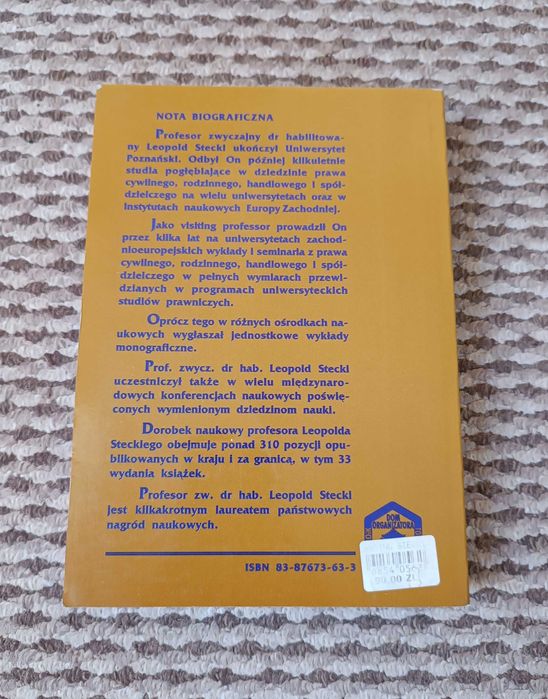 NOTA BIOGRAFICZNA
Profesor zwyczajny dr habilitowa-
ny Leopold Stecki ukończył Uniwersytet
Poznański. Odbył On później kilkuletnie
studia pogłębiające w dziedzinie prawa
cywilnego, rodzinnego, handlowego i spół-
dzielczego na wielu uniwersytetach oraz w
instytutach naukowych Europy Zachodniej.
Jako visiting professor prowadził On
przez kilka lat na uniwersytetach zachod-
nioeuropejskich wykłady i seminaria z prawa
cywilnego, rodzinnego, handlowego i spół-
dzielczego w pełnych wymiarach przewi-
dzianych w programach uniwersyteckich
studiów prawniczych.
Oprócz tego w różnych ośrodkach na-
ukowych wygłaszał jednostkowe wykłady
monograficzne.
Prof. zwycz. dr hab. Leopold Stecki
uczestniczył także w wielu międzynaro-
dowych konferencjach naukowych poświę-
conych wymienionym dziedzinom nauki.
Dorobek naukowy profesora Leopolda
Steckiego obejmuje ponad 310 pozycji opu-
blikowanych w kraju i za granicą, w tym 33
wydania książek.
Profesor zw. dr hab. Leopold Stecki
jest kilkakrotnym laureatem państwowych
nagród naukowych.
DOM
ORGANIZATORA
ISBN 83-87673-63-3
90.00 ZŁ